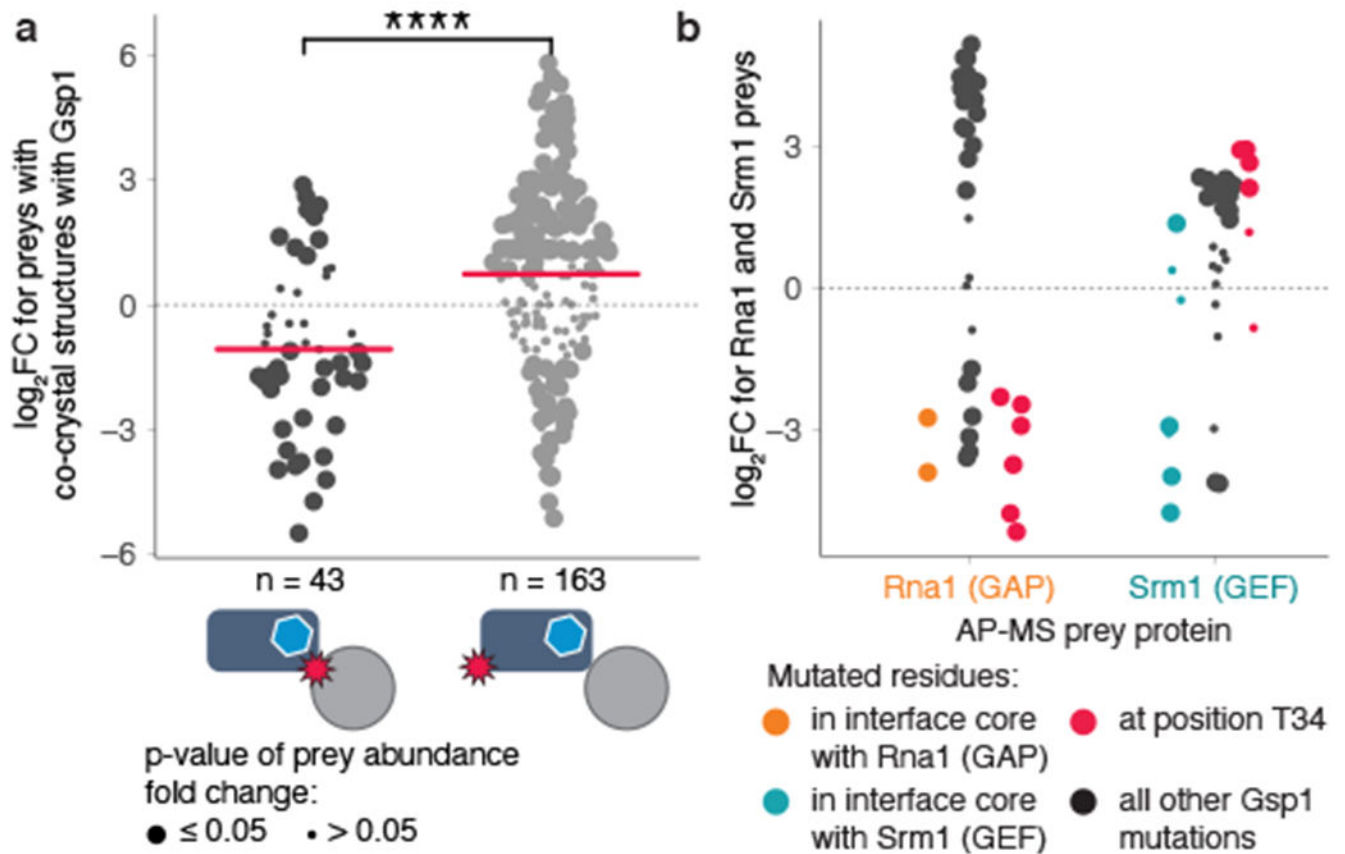 a
b
****
log2FC for preys with
co-crystal structures with Gsp1
6
3
0
–3
–6
n = 43
n = 163
p-value of prey abundance
fold change:
≤ 0.05
> 0.05
log2FC for Rna1 and Srm1 preys
3
0
–3
Rna1 (GAP)
Srm1 (GEF)
AP-MS prey protein
Mutated residues:
in interface core
with Rna1 (GAP)
at position T34
in interface core
with Srm1 (GEF)
all other Gsp1
mutations